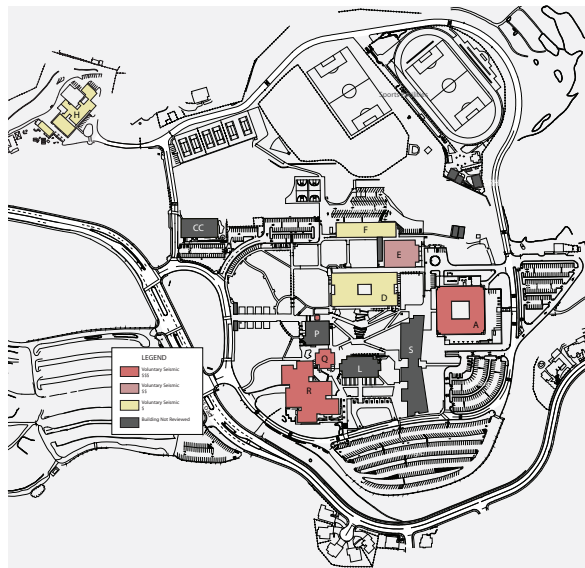 H
CC
F
E
D
A
P
S
Q
L
R
LEGEND
Voluntary Seismic
$$$
Voluntary Seismic
$$
Voluntary Seismic
$
Building Not Reviewed